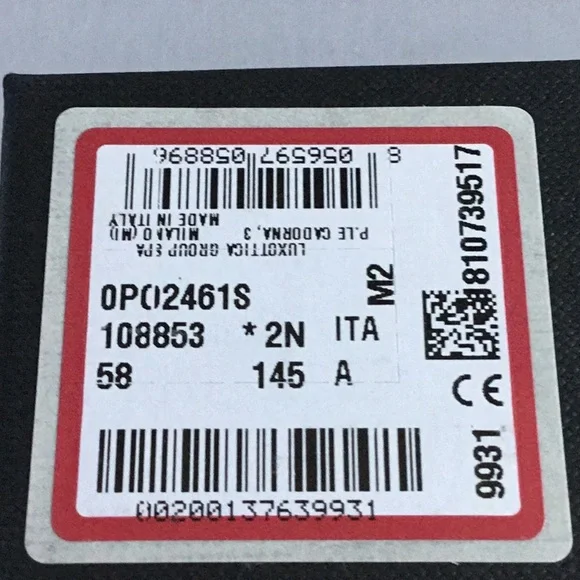 8 056597 058896
LUXOTTICA GROUP SPA
P.LE CADORNA, 3 MILANO (MI)
MADE IN ITALY
0PO2461S
108853 *2N ITA
58 145 A
M2
00200137639931
810739517
CE
9931